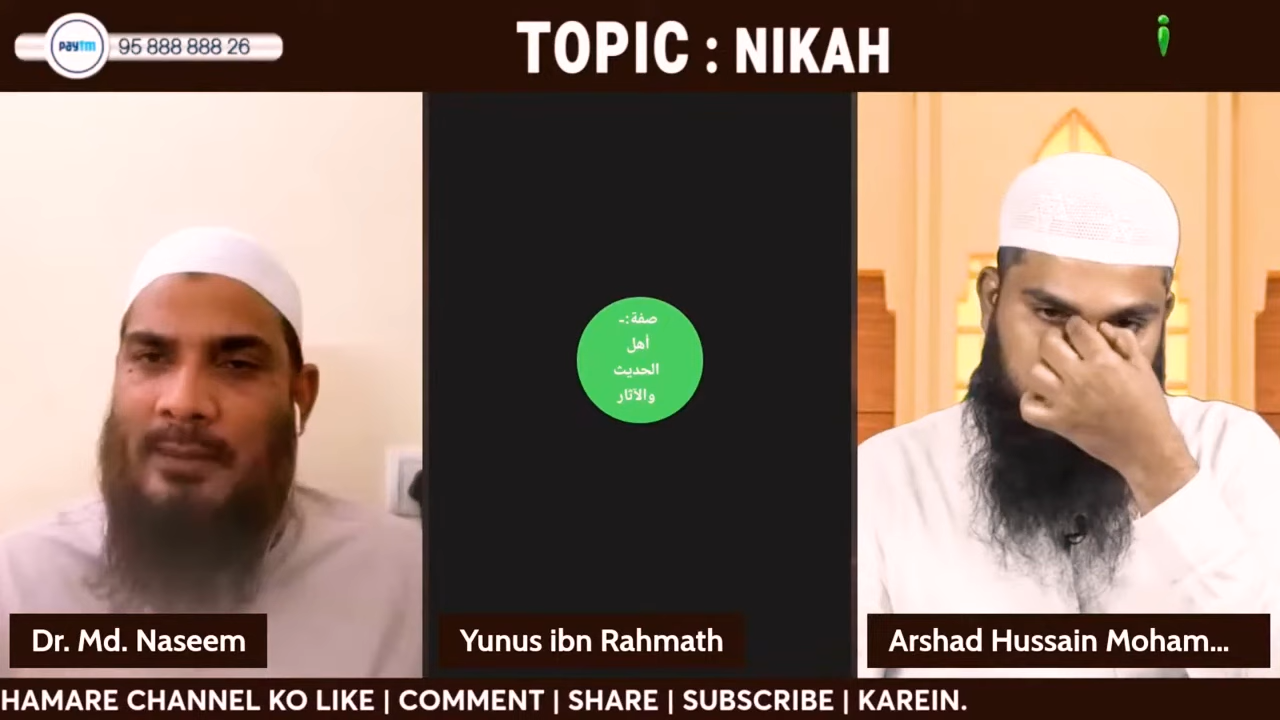 paytm 95 888 888 26
TOPIC : NIKAH
صفة:-
أهل
الحديث
والآثار
Dr. Md. Naseem
Yunus ibn Rahmath
Arshad Hussain Moham...
HAMARE CHANNEL KO LIKE | COMMENT | SHARE | SUBSCRIBE | KAREIN.